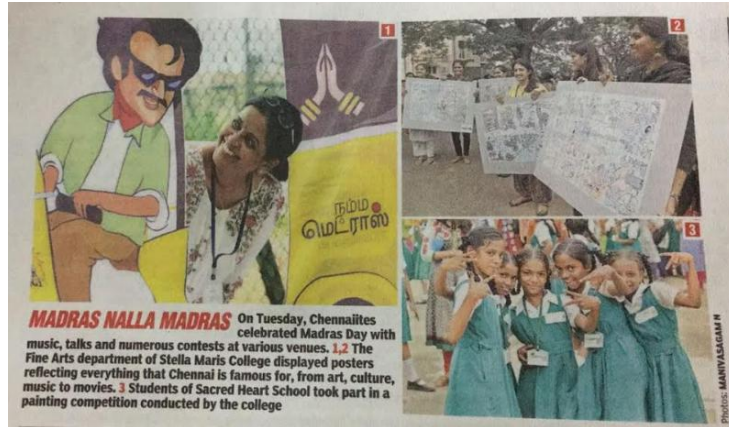 1
நம்ம
மெட்ராஸ்
2
3
MADRAS NALLA MADRAS On Tuesday, Chennaiites
celebrated Madras Day with
music, talks and numerous contests at various venues. 1,2 The
Fine Arts department of Stella Maris College displayed posters
reflecting everything that Chennai is famous for, from art, culture,
music to movies. 3 Students of Sacred Heart School took part in a
painting competition conducted by the college
Photos: MANIVASAGAM N